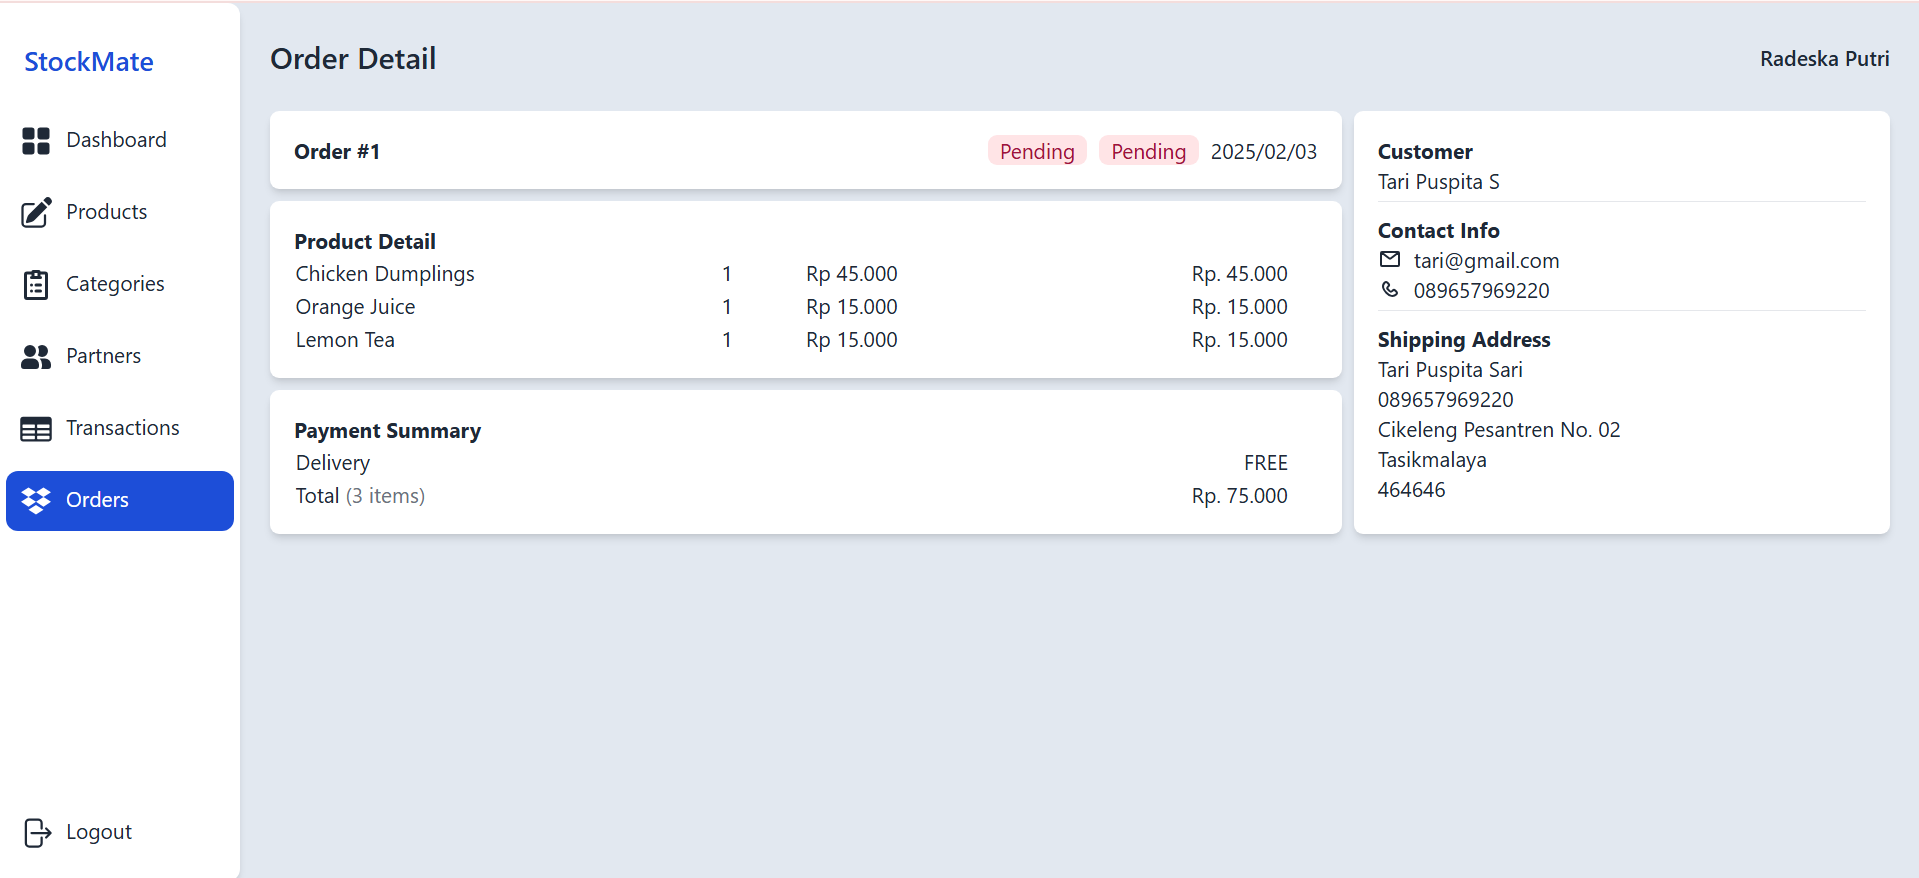 StockMate
Dashboard
Products
Categories
Partners
Transactions
Orders
Logout
Order Detail
Radeska Putri
Order #1 Pending Pending 2025/02/03
Product Detail
Chicken Dumplings 1 Rp 45.000 Rp. 45.000
Orange Juice 1 Rp 15.000 Rp. 15.000
Lemon Tea 1 Rp 15.000 Rp. 15.000
Payment Summary
Delivery FREE
Total (3 items) Rp. 75.000
Customer
Tari Puspita S
Contact Info
tari@gmail.com
089657969220
Shipping Address
Tari Puspita Sari
089657969220
Cikeleng Pesantren No. 02
Tasikmalaya
464646